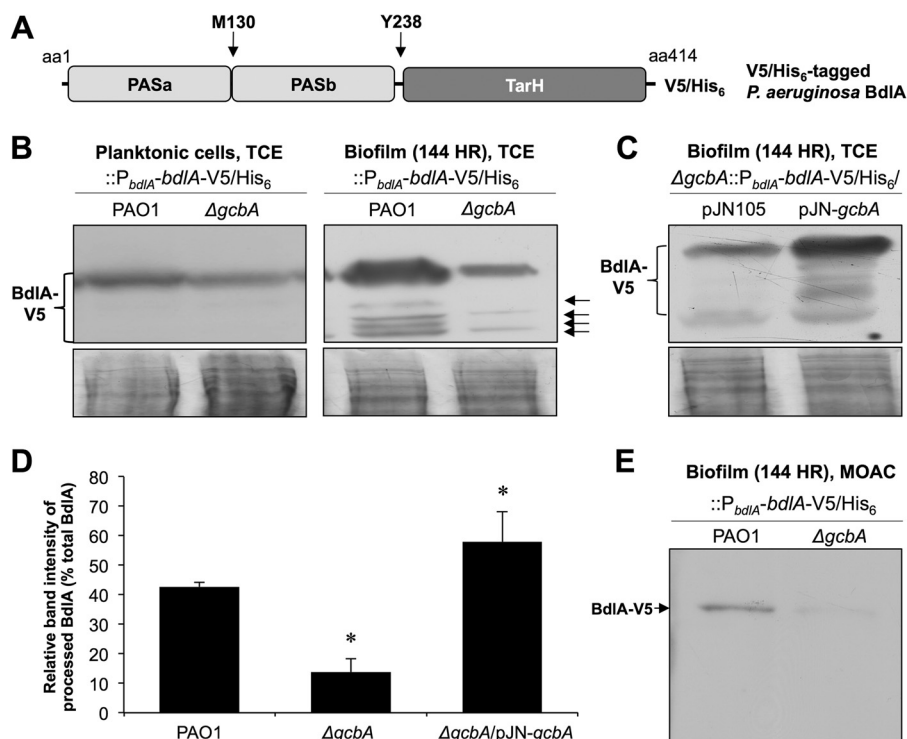 A
M130
Y238
aa1
aa414
PASa
PASb
TarH
V5/His6
V5/His6-tagged
P. aeruginosa BdlA
B
Planktonic cells, TCE
::PbdlA-bdlA-V5/His6
PAO1
ΔgcbA
Biofilm (144 HR), TCE
::PbdlA-bdlA-V5/His6
PAO1
ΔgcbA
BdlA-
V5
C
Biofilm (144 HR), TCE
ΔgcbA::PbdlA-bdlA-V5/His6/
pJN105
pJN-gcbA
BdlA-
V5
D
Relative band intensity of
processed BdlA (% total BdlA)
80
70
60
50
40
30
20
10
0
*
*
PAO1
ΔgcbA
ΔgcbA/pJN-gcbA
E
Biofilm (144 HR), MOAC
::PbdlA-bdlA-V5/His6
PAO1
ΔgcbA
BdlA-V5